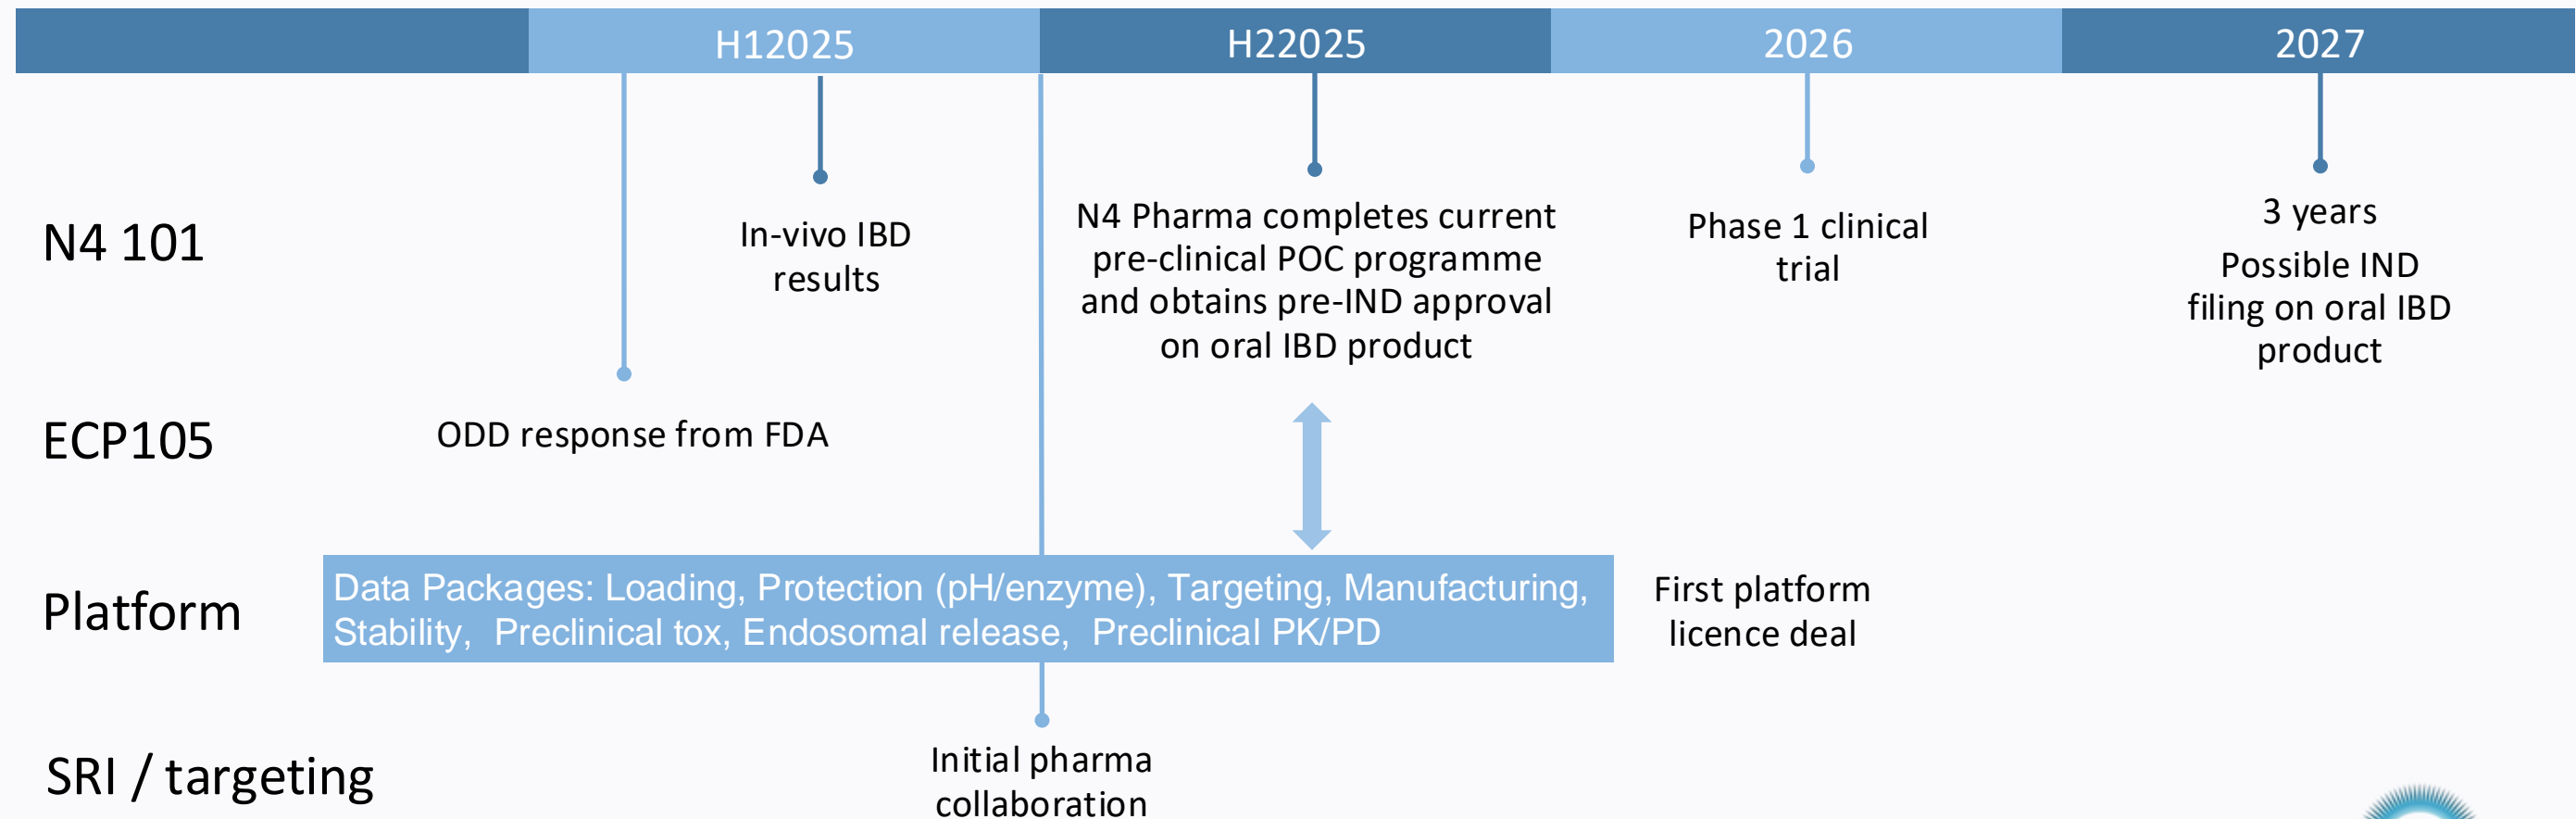 H12025
H22025
2026
2027
N4 101
In-vivo IBD
results
N4 Pharma completes current
pre-clinical POC programme
and obtains pre-IND approval
on oral IBD product
Phase 1 clinical
trial
3 years
Possible IND
filing on oral IBD
product
ECP105
ODD response from FDA
Platform
Data Packages: Loading, Protection (pH/enzyme), Targeting, Manufacturing,
Stability, Preclinical tox, Endosomal release, Preclinical PK/PD
First platform
licence deal
SRI / targeting
Initial pharma
collaboration